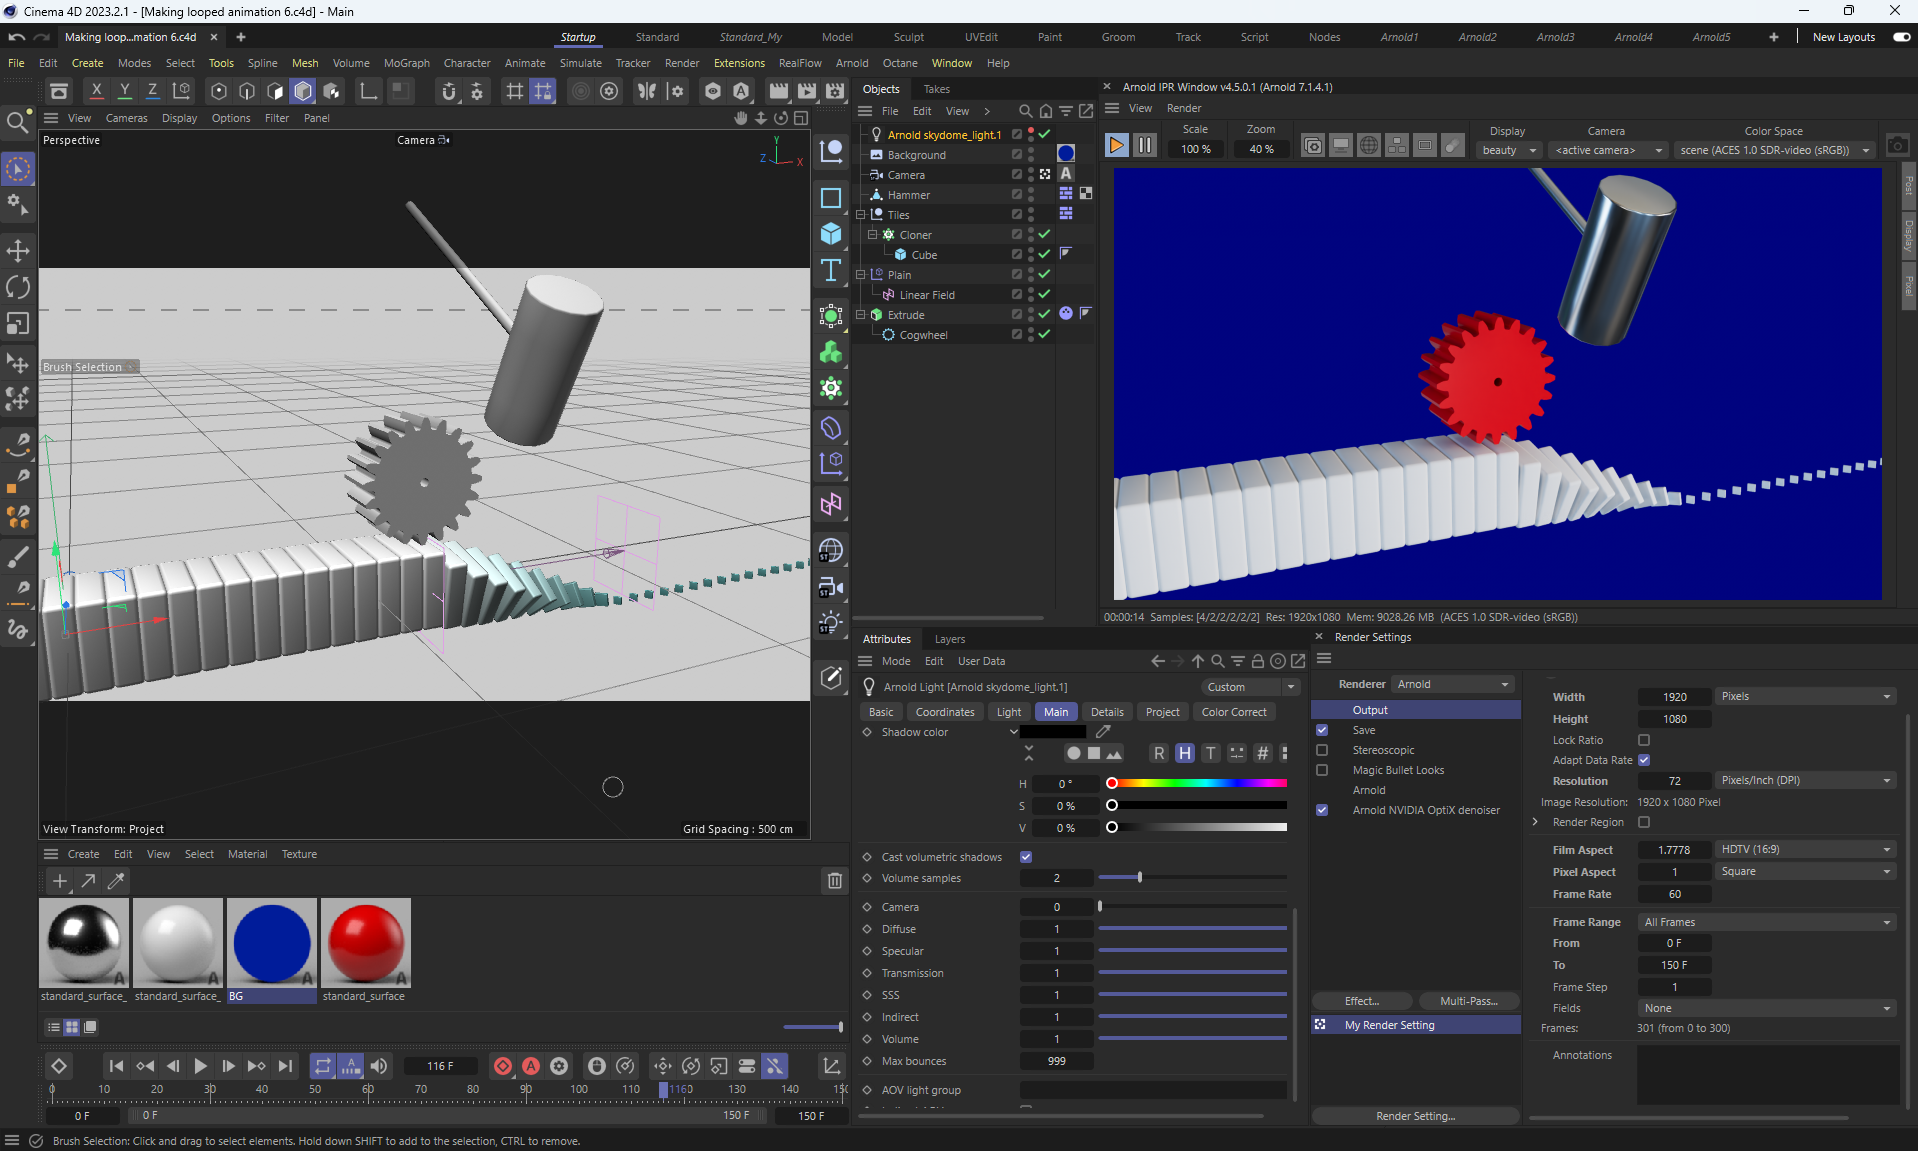 Cinema 4D 2023.2.1 - [Making looped animation 6.c4d] - Main
Making loop...mation 6.c4d
Startup Standard Standard_My Model Sculpt UVEdit Paint Groom Track Script Nodes Arnold1 Arnold2 Arnold3 Arnold4 Arnold5 New Layouts
File Edit Create Modes Select Tools Spline Mesh Volume MoGraph Character Animate Simulate Tracker Render Extensions RealFlow Arnold Octane Window Help
X Y Z
View Cameras Display Options Filter Panel
Perspective
Camera
Y
Z X
Brush Selection
View Transform: Project
Grid Spacing : 500 cm
Objects Takes
File Edit View
Arnold skydome_light.1
Background
Camera
A
Hammer
Tiles
Cloner
Cube
Plain
Linear Field
Extrude
Cogwheel
Arnold IPR Window v4.5.0.1 (Arnold 7.1.4.1)
View Render
Scale Zoom Display Camera Color Space
100 % 40 % beauty <active camera> scene (ACES 1.0 SDR-video (sRGB))
Post
Display
Pixel
00:00:14 Samples: [4/2/2/2/2/2] Res: 1920x1080 Mem: 9028.26 MB (ACES 1.0 SDR-video (sRGB))
ST
ST
ST
Attributes Layers
Mode Edit User Data
Arnold Light [Arnold skydome_light.1]
Custom
Basic Coordinates Light Main Details Project Color Correct
Shadow color
R H T #
H 0 °
S 0 %
V 0 %
Cast volumetric shadows
Volume samples 2
Camera 0
Diffuse 1
Specular 1
Transmission 1
SSS 1
Indirect 1
Volume 1
Max bounces 999
AOV light group
Render Settings
Renderer Arnold
Output
Save
Stereoscopic
Magic Bullet Looks
Arnold
Arnold NVIDIA OptiX denoiser
Effect... Multi-Pass...
My Render Setting
Render Setting...
Width 1920 Pixels
Height 1080
Lock Ratio
Adapt Data Rate
Resolution 72 Pixels/Inch (DPI)
Image Resolution: 1920 x 1080 Pixel
Render Region
Film Aspect 1.7778 HDTV (16:9)
Pixel Aspect 1 Square
Frame Rate 60
Frame Range All Frames
From 0 F
To 150 F
Frame Step 1
Fields None
Frames: 301 (from 0 to 300)
Annotations
Create Edit View Select Material Texture
standard_surface_ standard_surface_ BG standard_surface
116 F
0 10 20 30 40 50 60 70 80 90 100 110 1160 130 140
0 F 0 F 150 F 150 F
Brush Selection: Click and drag to select elements. Hold down SHIFT to add to the selection, CTRL to remove.